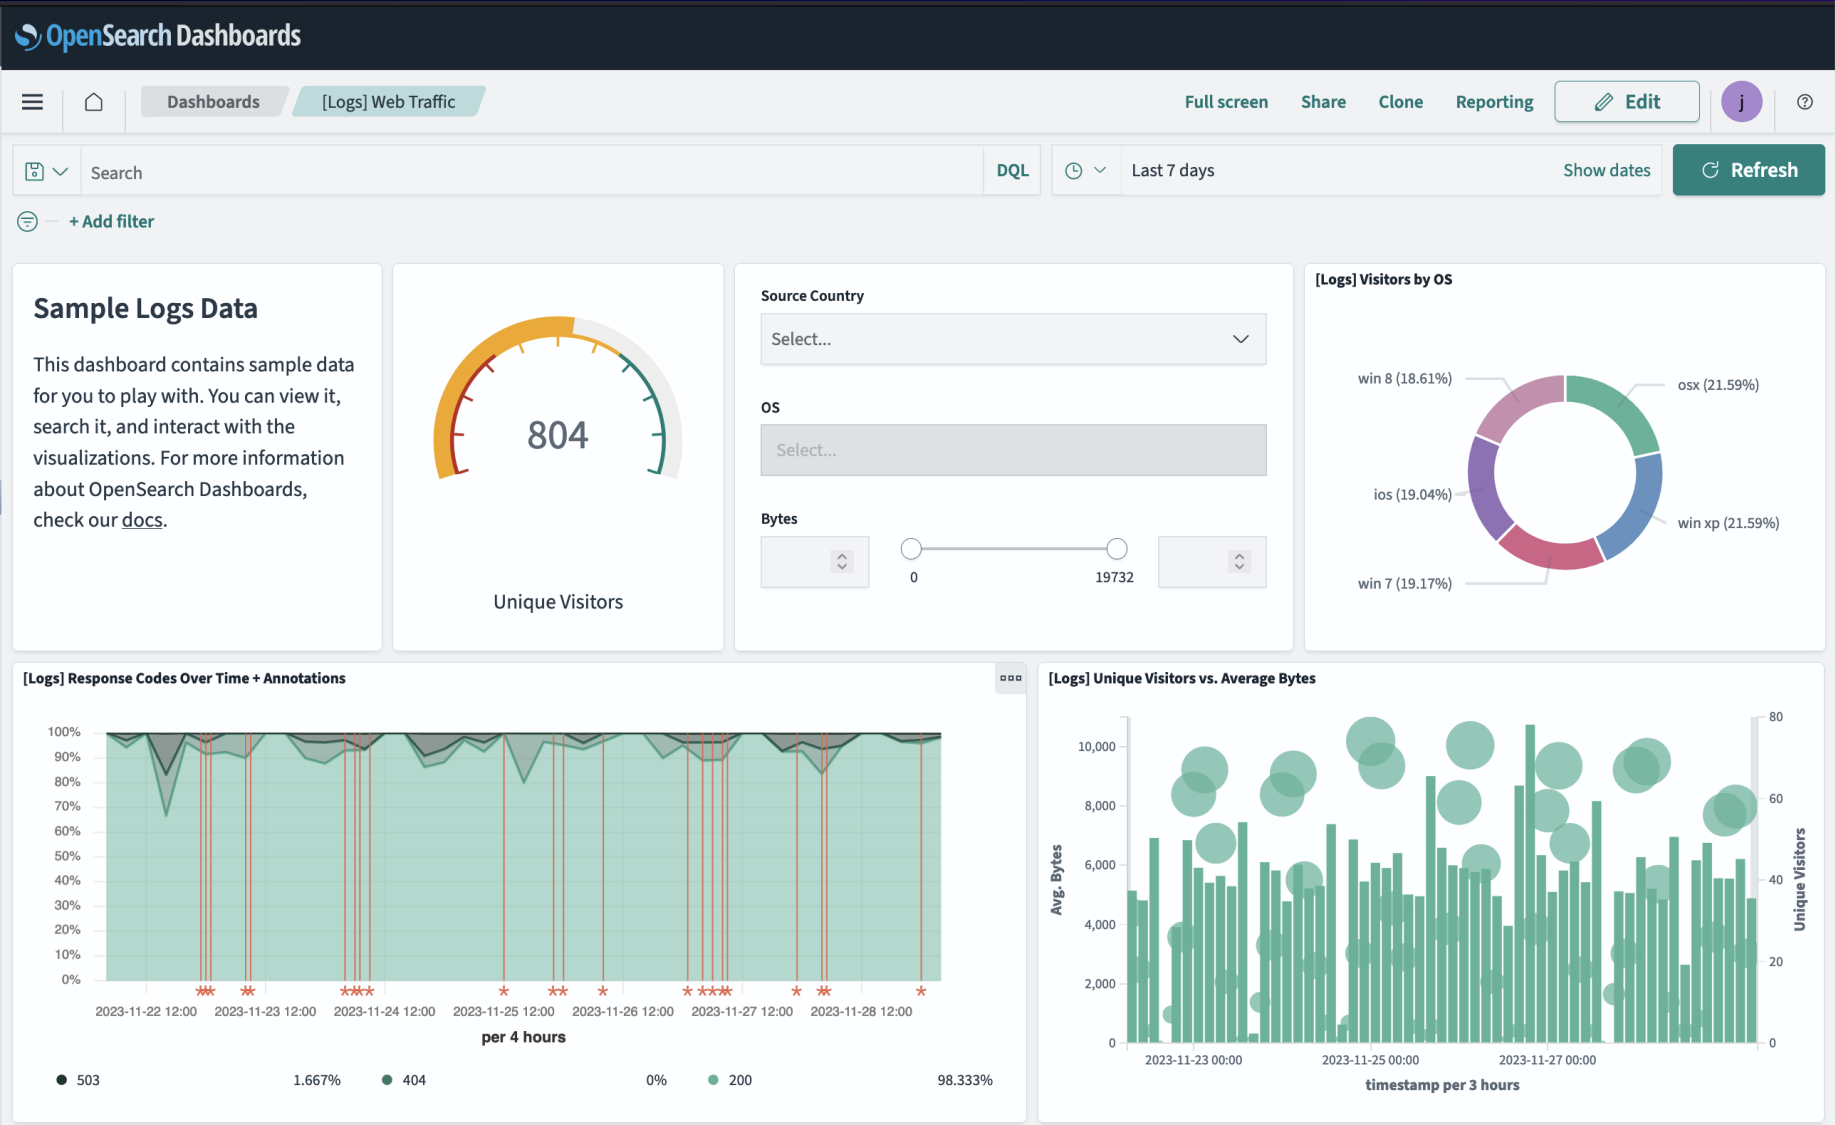 OpenSearch Dashboards
Dashboards
[Logs] Web Traffic
Full screen
Share
Clone
Reporting
Edit
j
Search
DQL
Last 7 days
Show dates
Refresh
+ Add filter
Sample Logs Data
This dashboard contains sample data
for you to play with. You can view it,
search it, and interact with the
visualizations. For more information
about OpenSearch Dashboards,
check our docs.
804
Unique Visitors
Source Country
Select...
OS
Select...
Bytes
0
19732
[Logs] Visitors by OS
win 8 (18.61%)
osx (21.59%)
ios (19.04%)
win xp (21.59%)
win 7 (19.17%)
[Logs] Response Codes Over Time + Annotations
100%
90%
80%
70%
60%
50%
40%
30%
20%
10%
0%
2023-11-22 12:00
2023-11-23 12:00
2023-11-24 12:00
2023-11-25 12:00
2023-11-26 12:00
2023-11-27 12:00
2023-11-28 12:00
per 4 hours
503
1.667%
404
0%
200
98.333%
[Logs] Unique Visitors vs. Average Bytes
Avg. Bytes
10,000
8,000
6,000
4,000
2,000
0
80
60
40
20
0
Unique Visitors
2023-11-23 00:00
2023-11-25 00:00
2023-11-27 00:00
timestamp per 3 hours